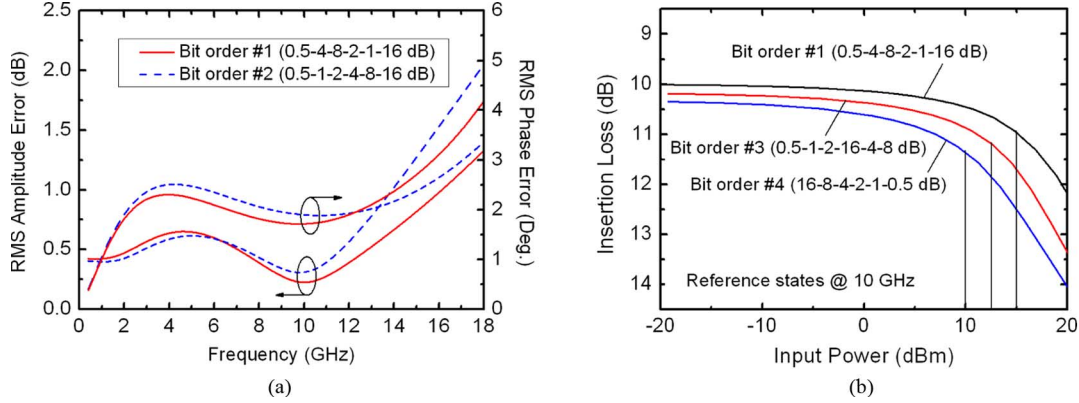 (a)
2.5
2.0
1.5
1.0
0.5
0.0
RMS Amplitude Error (dB)
6
5
4
3
2
1
0
RMS Phase Error (Deg.)
Bit order #1 (0.5-4-8-2-1-16 dB)
Bit order #2 (0.5-1-2-4-8-16 dB)
0 2 4 6 8 10 12 14 16 18
Frequency (GHz)
(a)
10
9
10
11
12
13
14
Insertion Loss (dB)
Bit order #1 (0.5-4-8-2-1-16 dB)
Bit order #3 (0.5-1-2-16-4-8 dB)
Bit order #4 (16-8-4-2-1-0.5 dB)
Reference states @ 10 GHz
-20 -10 0 10 20
Input Power (dBm)
(b)